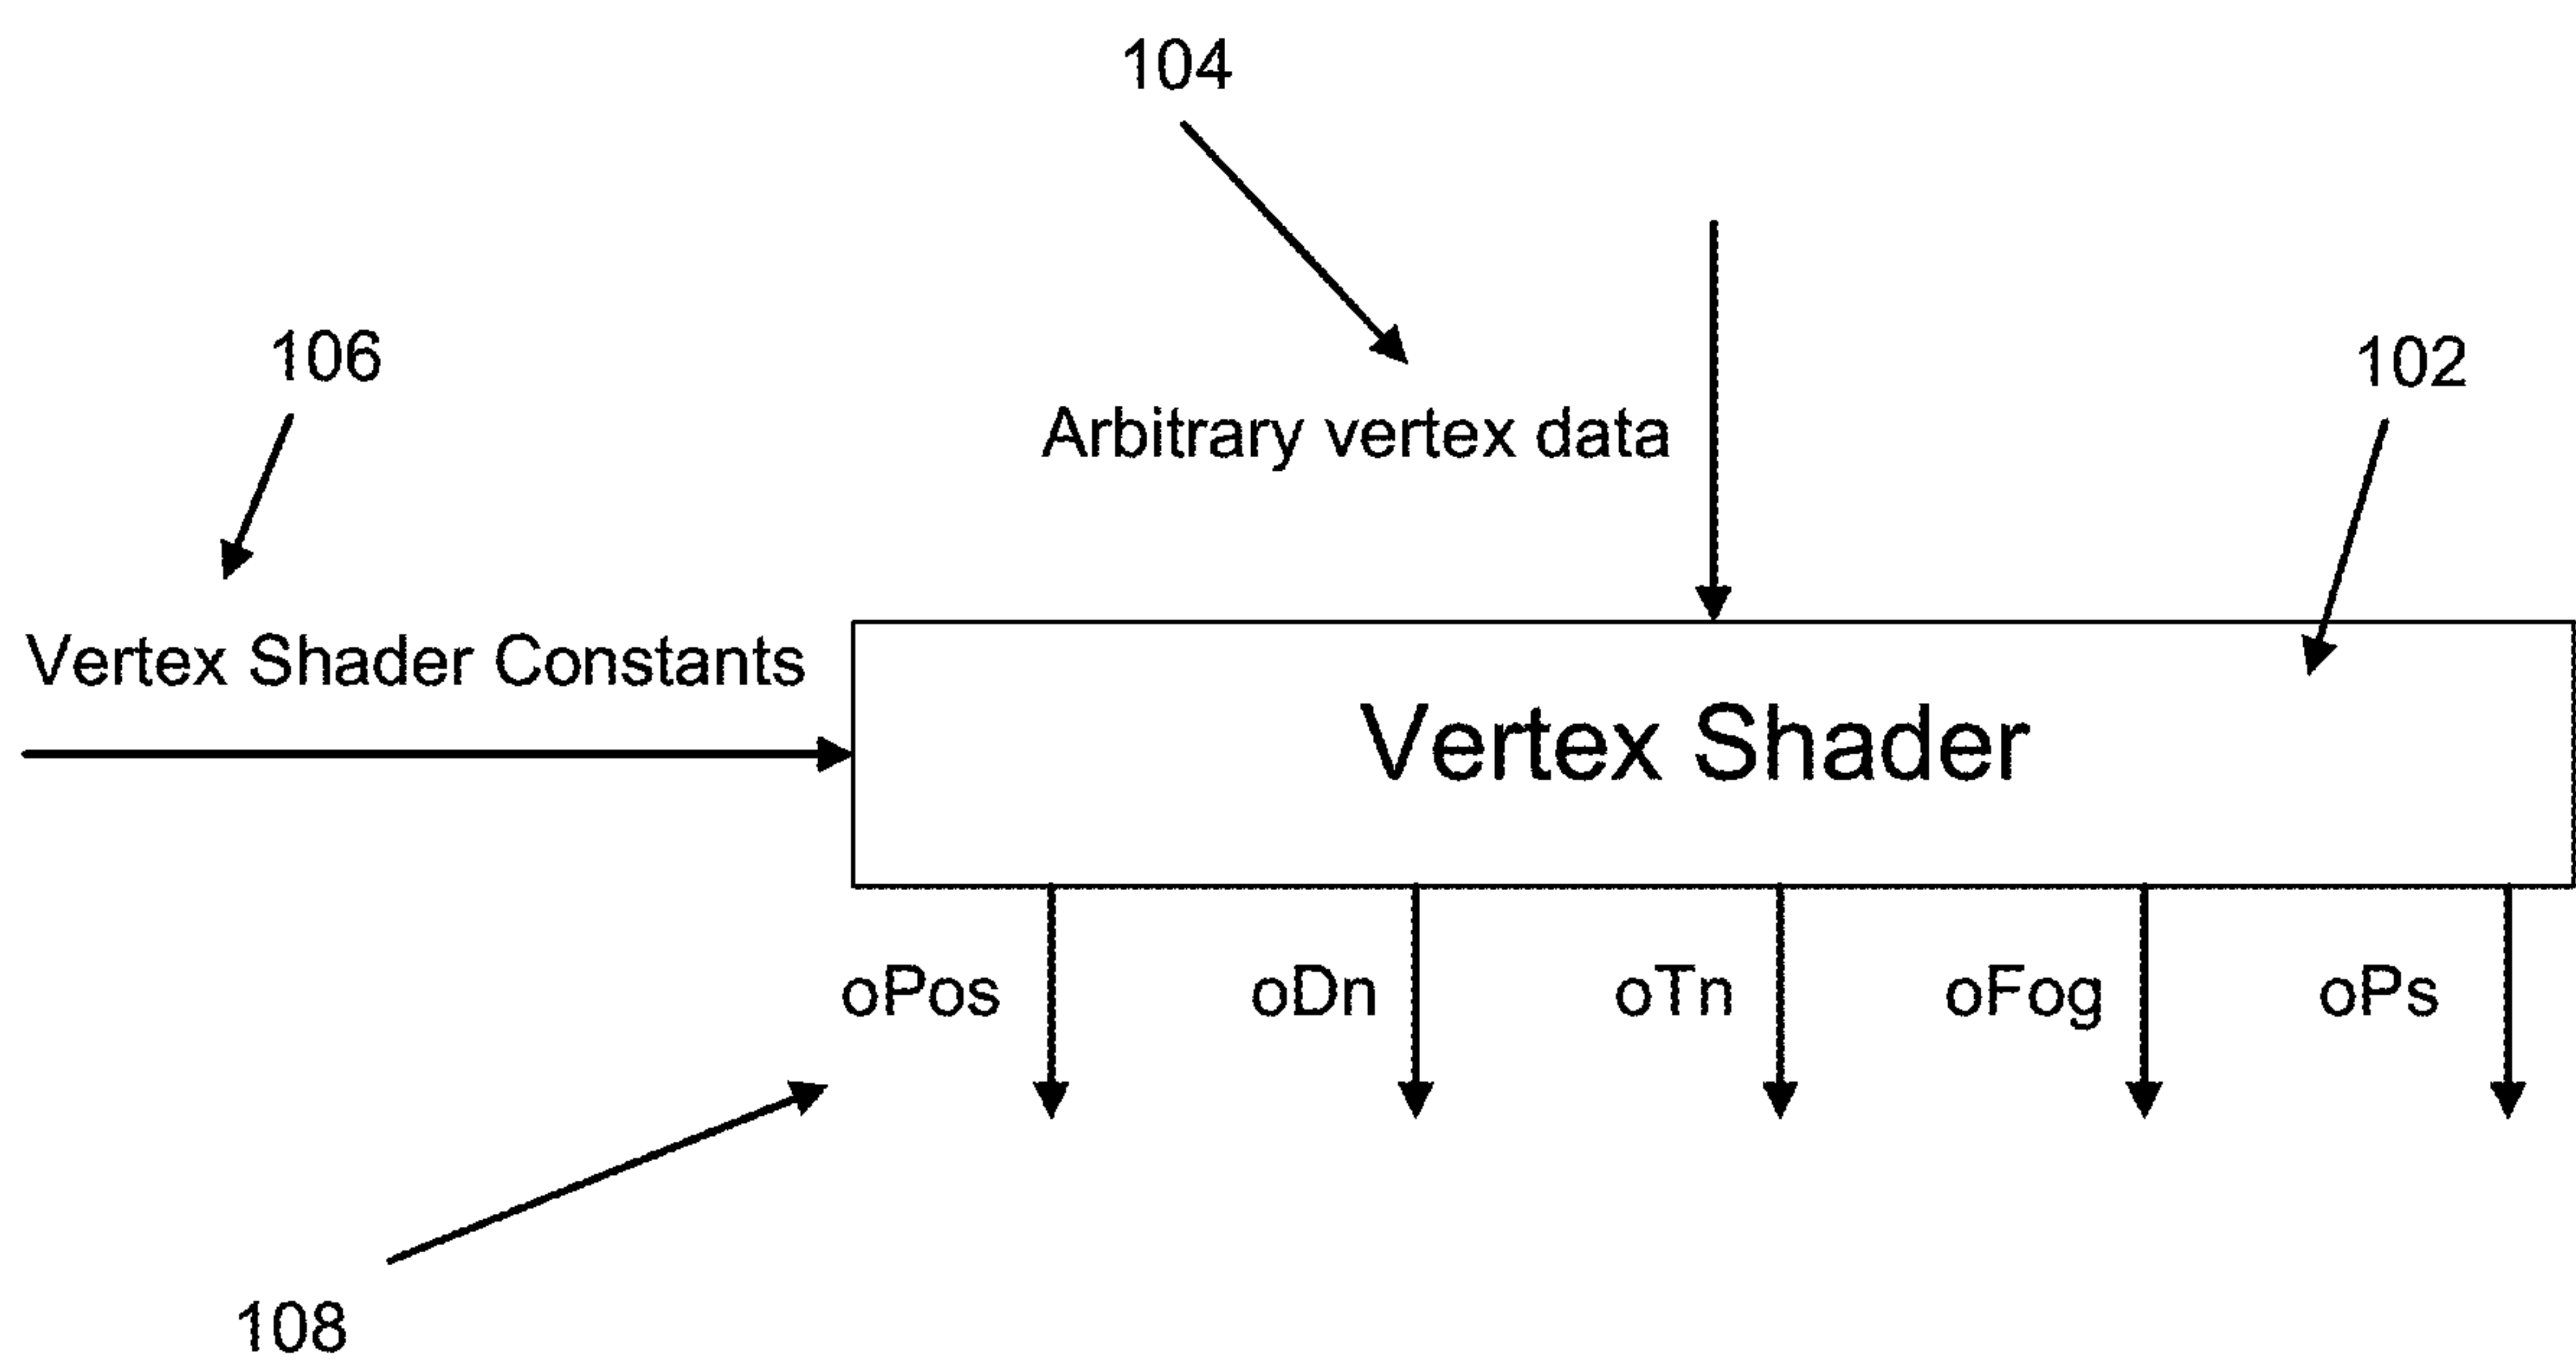 104
106
102
Arbitrary vertex data
Vertex Shader Constants
Vertex Shader
oPos oDn oTn oFog oPs
108